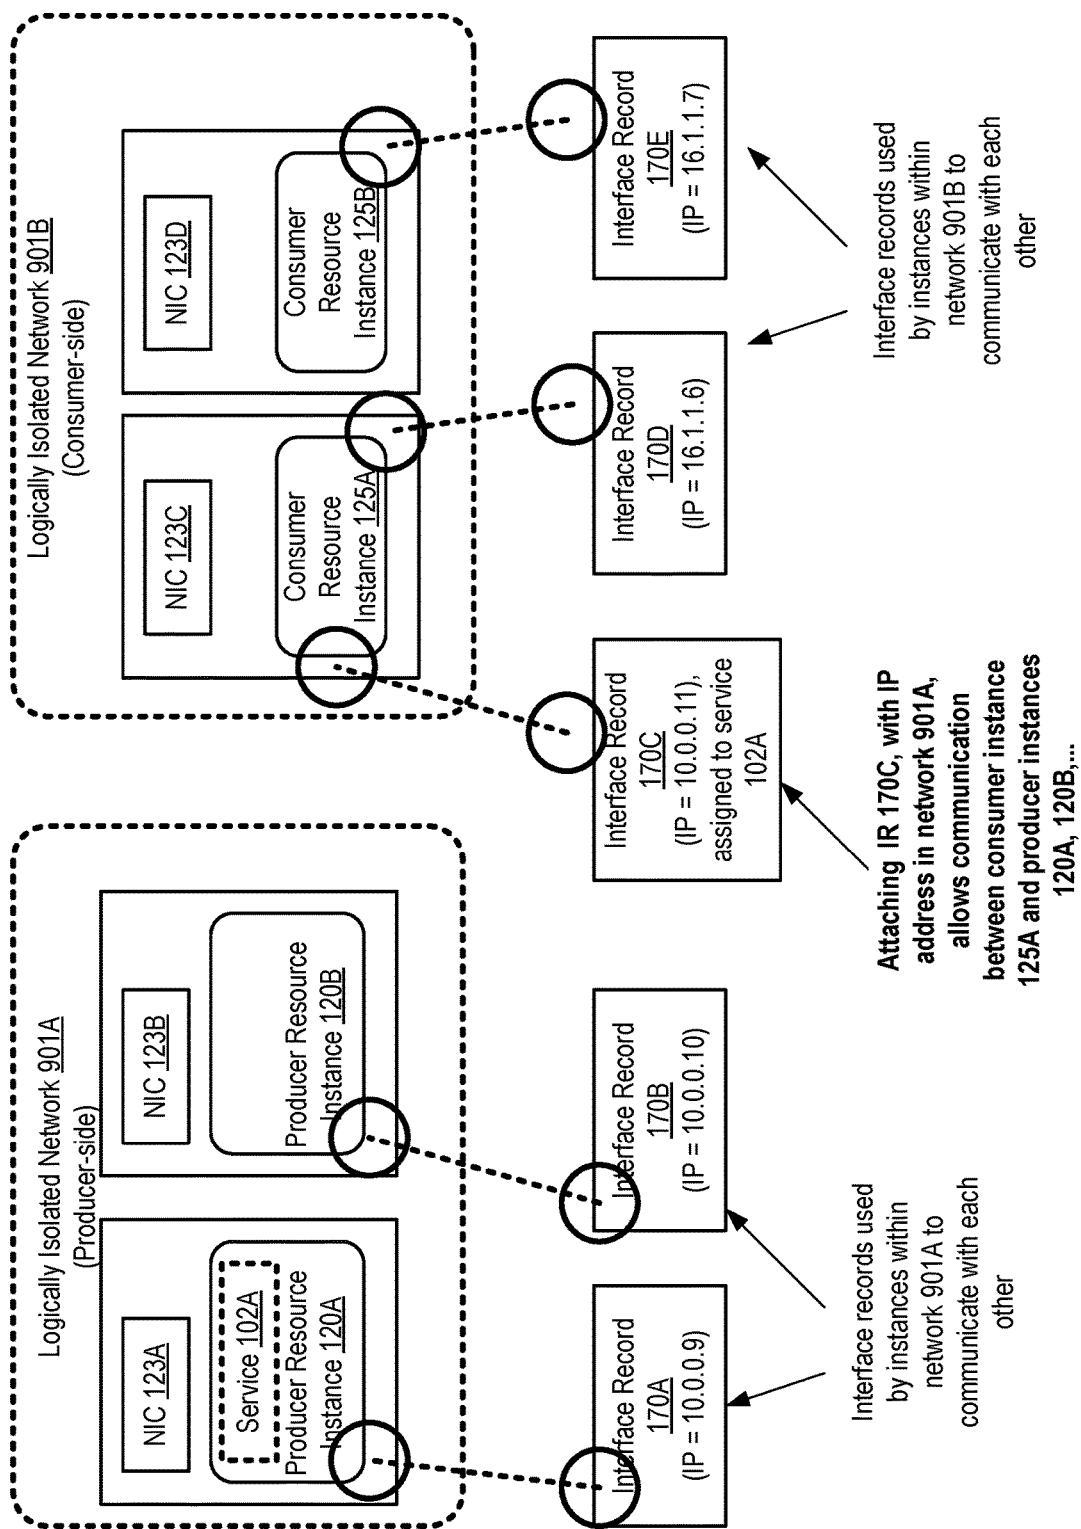 Logically Isolated Network 901A
(Producer-side)
NIC 123A
Service 102A
Producer Resource
Instance 120A
NIC 123B
Producer Resource
Instance 120B
Logically Isolated Network 901B
(Consumer-side)
NIC 123C
Consumer
Resource
Instance 125A
NIC 123D
Consumer
Resource
Instance 125B
Interface Record
170A
(IP = 10.0.0.9)
Interface Record
170B
(IP = 10.0.0.10)
Interface Record
170C
(IP = 10.0.0.11),
assigned to service
102A
Interface Record
170D
(IP = 16.1.1.6)
Interface Record
170E
(IP = 16.1.1.7)
Interface records used
by instances within
network 901A to
communicate with each
other
Attaching IR 170C, with IP
address in network 901A,
allows communication
between consumer instance
125A and producer instances
120A, 120B,...
Interface records used
by instances within
network 901B to
communicate with each
other